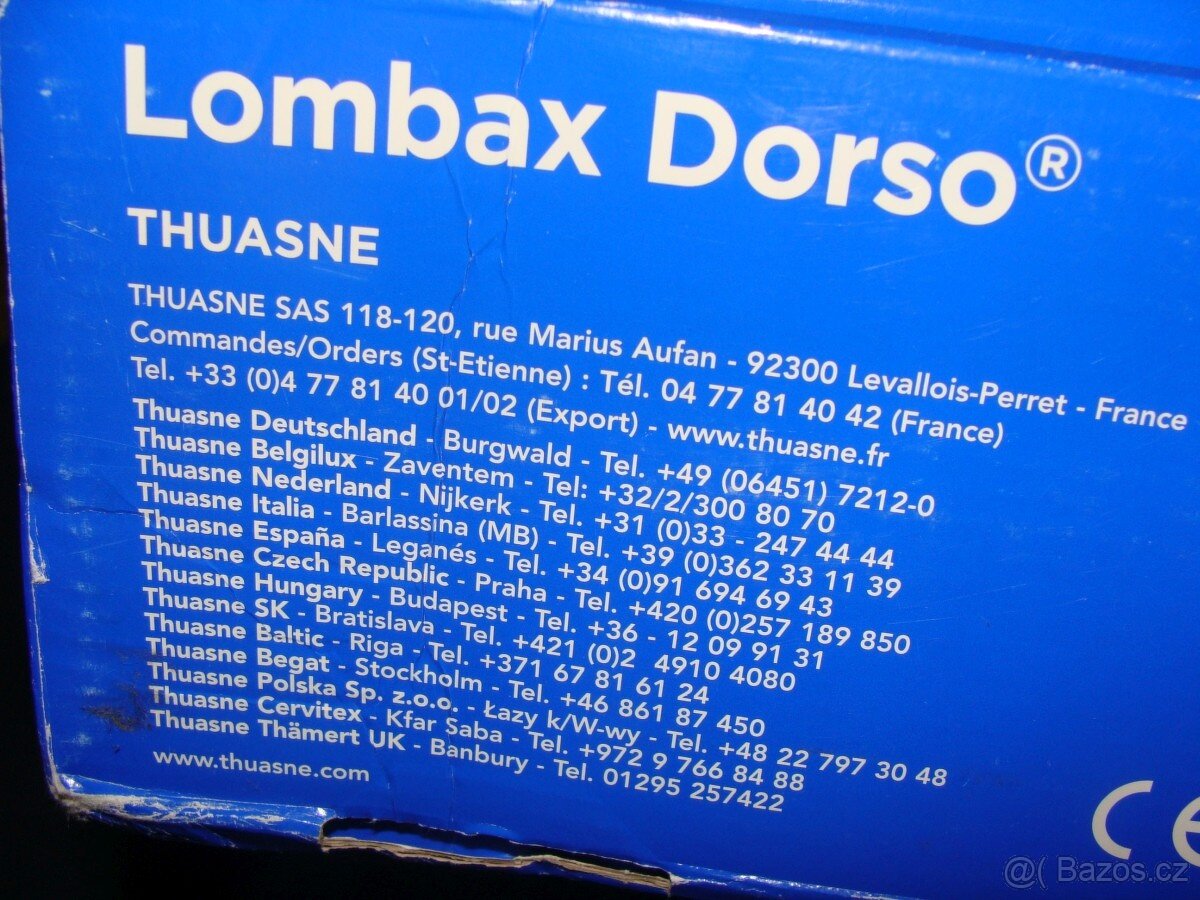 Lombax Dorso®
THUASNE
THUASNE SAS 118-120, rue Marius Aufan - 92300 Levallois-Perret - France
Commandes/Orders (St-Etienne) : Tél. 04 77 81 40 42 (France)
Tel. +33 (0)4 77 81 40 01/02 (Export) - www.thuasne.fr
Thuasne Deutschland - Burgwald - Tel. +49 (06451) 7212-0
Thuasne Belgilux - Zaventem - Tel: +32/2/300 80 70
Thuasne Nederland - Nijkerk - Tel. +31 (0)33 - 247 44 44
Thuasne Italia - Barlassina (MB) - Tel. +39 (0)362 33 11 39
Thuasne España - Leganés - Tel. +34 (0)91 694 69 43
Thuasne Czech Republic - Praha - Tel. +420 (0)257 189 850
Thuasne Hungary - Budapest - Tel. +36 - 12 09 91 31
Thuasne SK - Bratislava - Tel. +421 (0)2 4910 4080
Thuasne Baltic - Riga - Tel. +371 67 81 61 24
Thuasne Begat - Stockholm - Tel. +46 861 87 450
Thuasne Polska Sp. z.o.o. - Łazy k/W-wy - Tel. +48 22 797 30 48
Thuasne Cervitex - Kfar Saba - Tel. +972 9 766 84 88
Thuasne Thämert UK - Banbury - Tel. 01295 257422
www.thuasne.com
CE
@( Bazos.cz